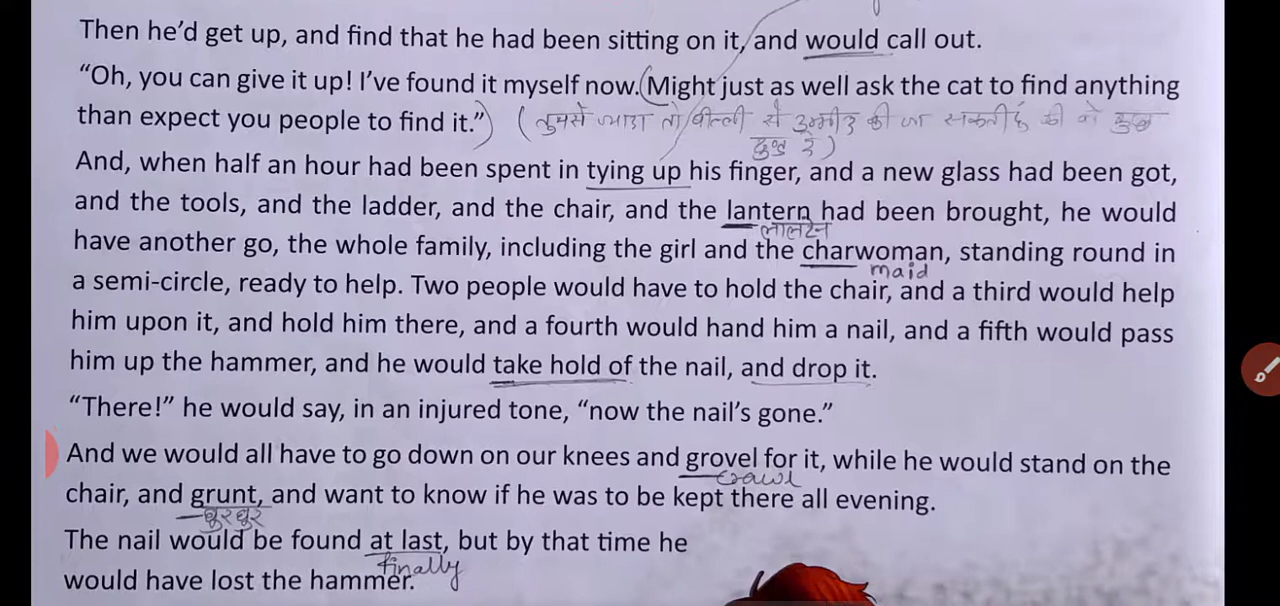 Then he'd get up, and find that he had been sitting on it, and would call out.
“Oh, you can give it up! I've found it myself now. (Might just as well ask the cat to find anything
than expect you people to find it.”) (तुमसे ज्यादा तो बिल्ली से उम्मीद की जा सकती है की वो कुछ
ढूंढ दे)
And, when half an hour had been spent in tying up his finger, and a new glass had been got,
and the tools, and the ladder, and the chair, and the lantern had been brought, he would
लालटेन
have another go, the whole family, including the girl and the charwoman, standing round in
maid
a semi-circle, ready to help. Two people would have to hold the chair, and a third would help
him upon it, and hold him there, and a fourth would hand him a nail, and a fifth would pass
him up the hammer, and he would take hold of the nail, and drop it.
“There!” he would say, in an injured tone, “now the nail's gone.”
And we would all have to go down on our knees and grovel for it, while he would stand on the
crawl
chair, and grunt, and want to know if he was to be kept there all evening.
घुरघुर
The nail would be found at last, but by that time he
finally
would have lost the hammer.